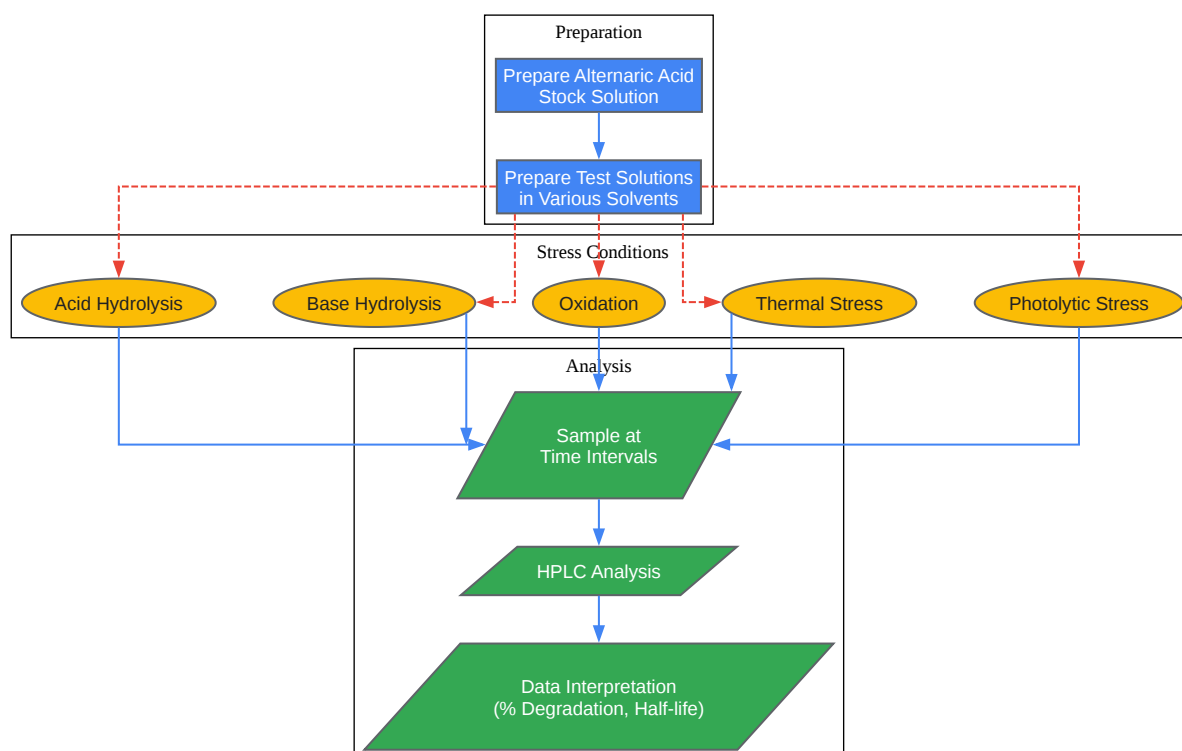 Preparation
Prepare Alternaric Acid
Stock Solution
Prepare Test Solutions
in Various Solvents
Stress Conditions
Acid Hydrolysis
Base Hydrolysis
Oxidation
Thermal Stress
Photolytic Stress
Analysis
Sample at
Time Intervals
HPLC Analysis
Data Interpretation
(% Degradation, Half-life)